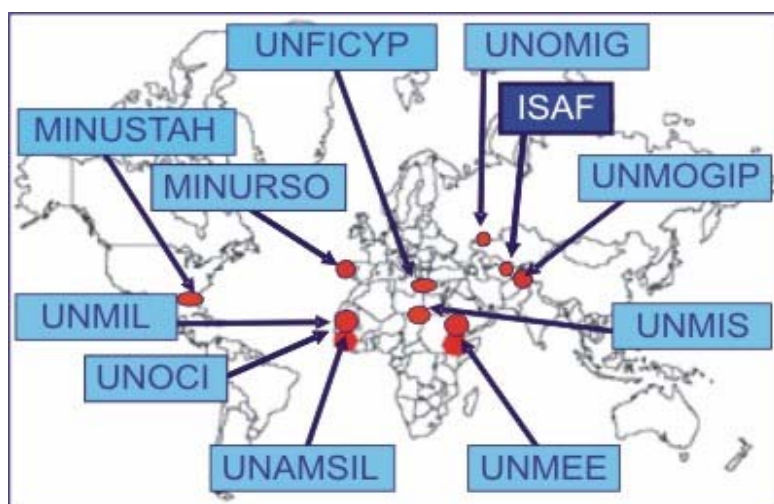 UNFICYP
UNOMIG
ISAF
MINUSTAH
MINURSO
UNMOGIP
UNMIL
UNMIS
UNOCI
UNAMSIL
UNMEE